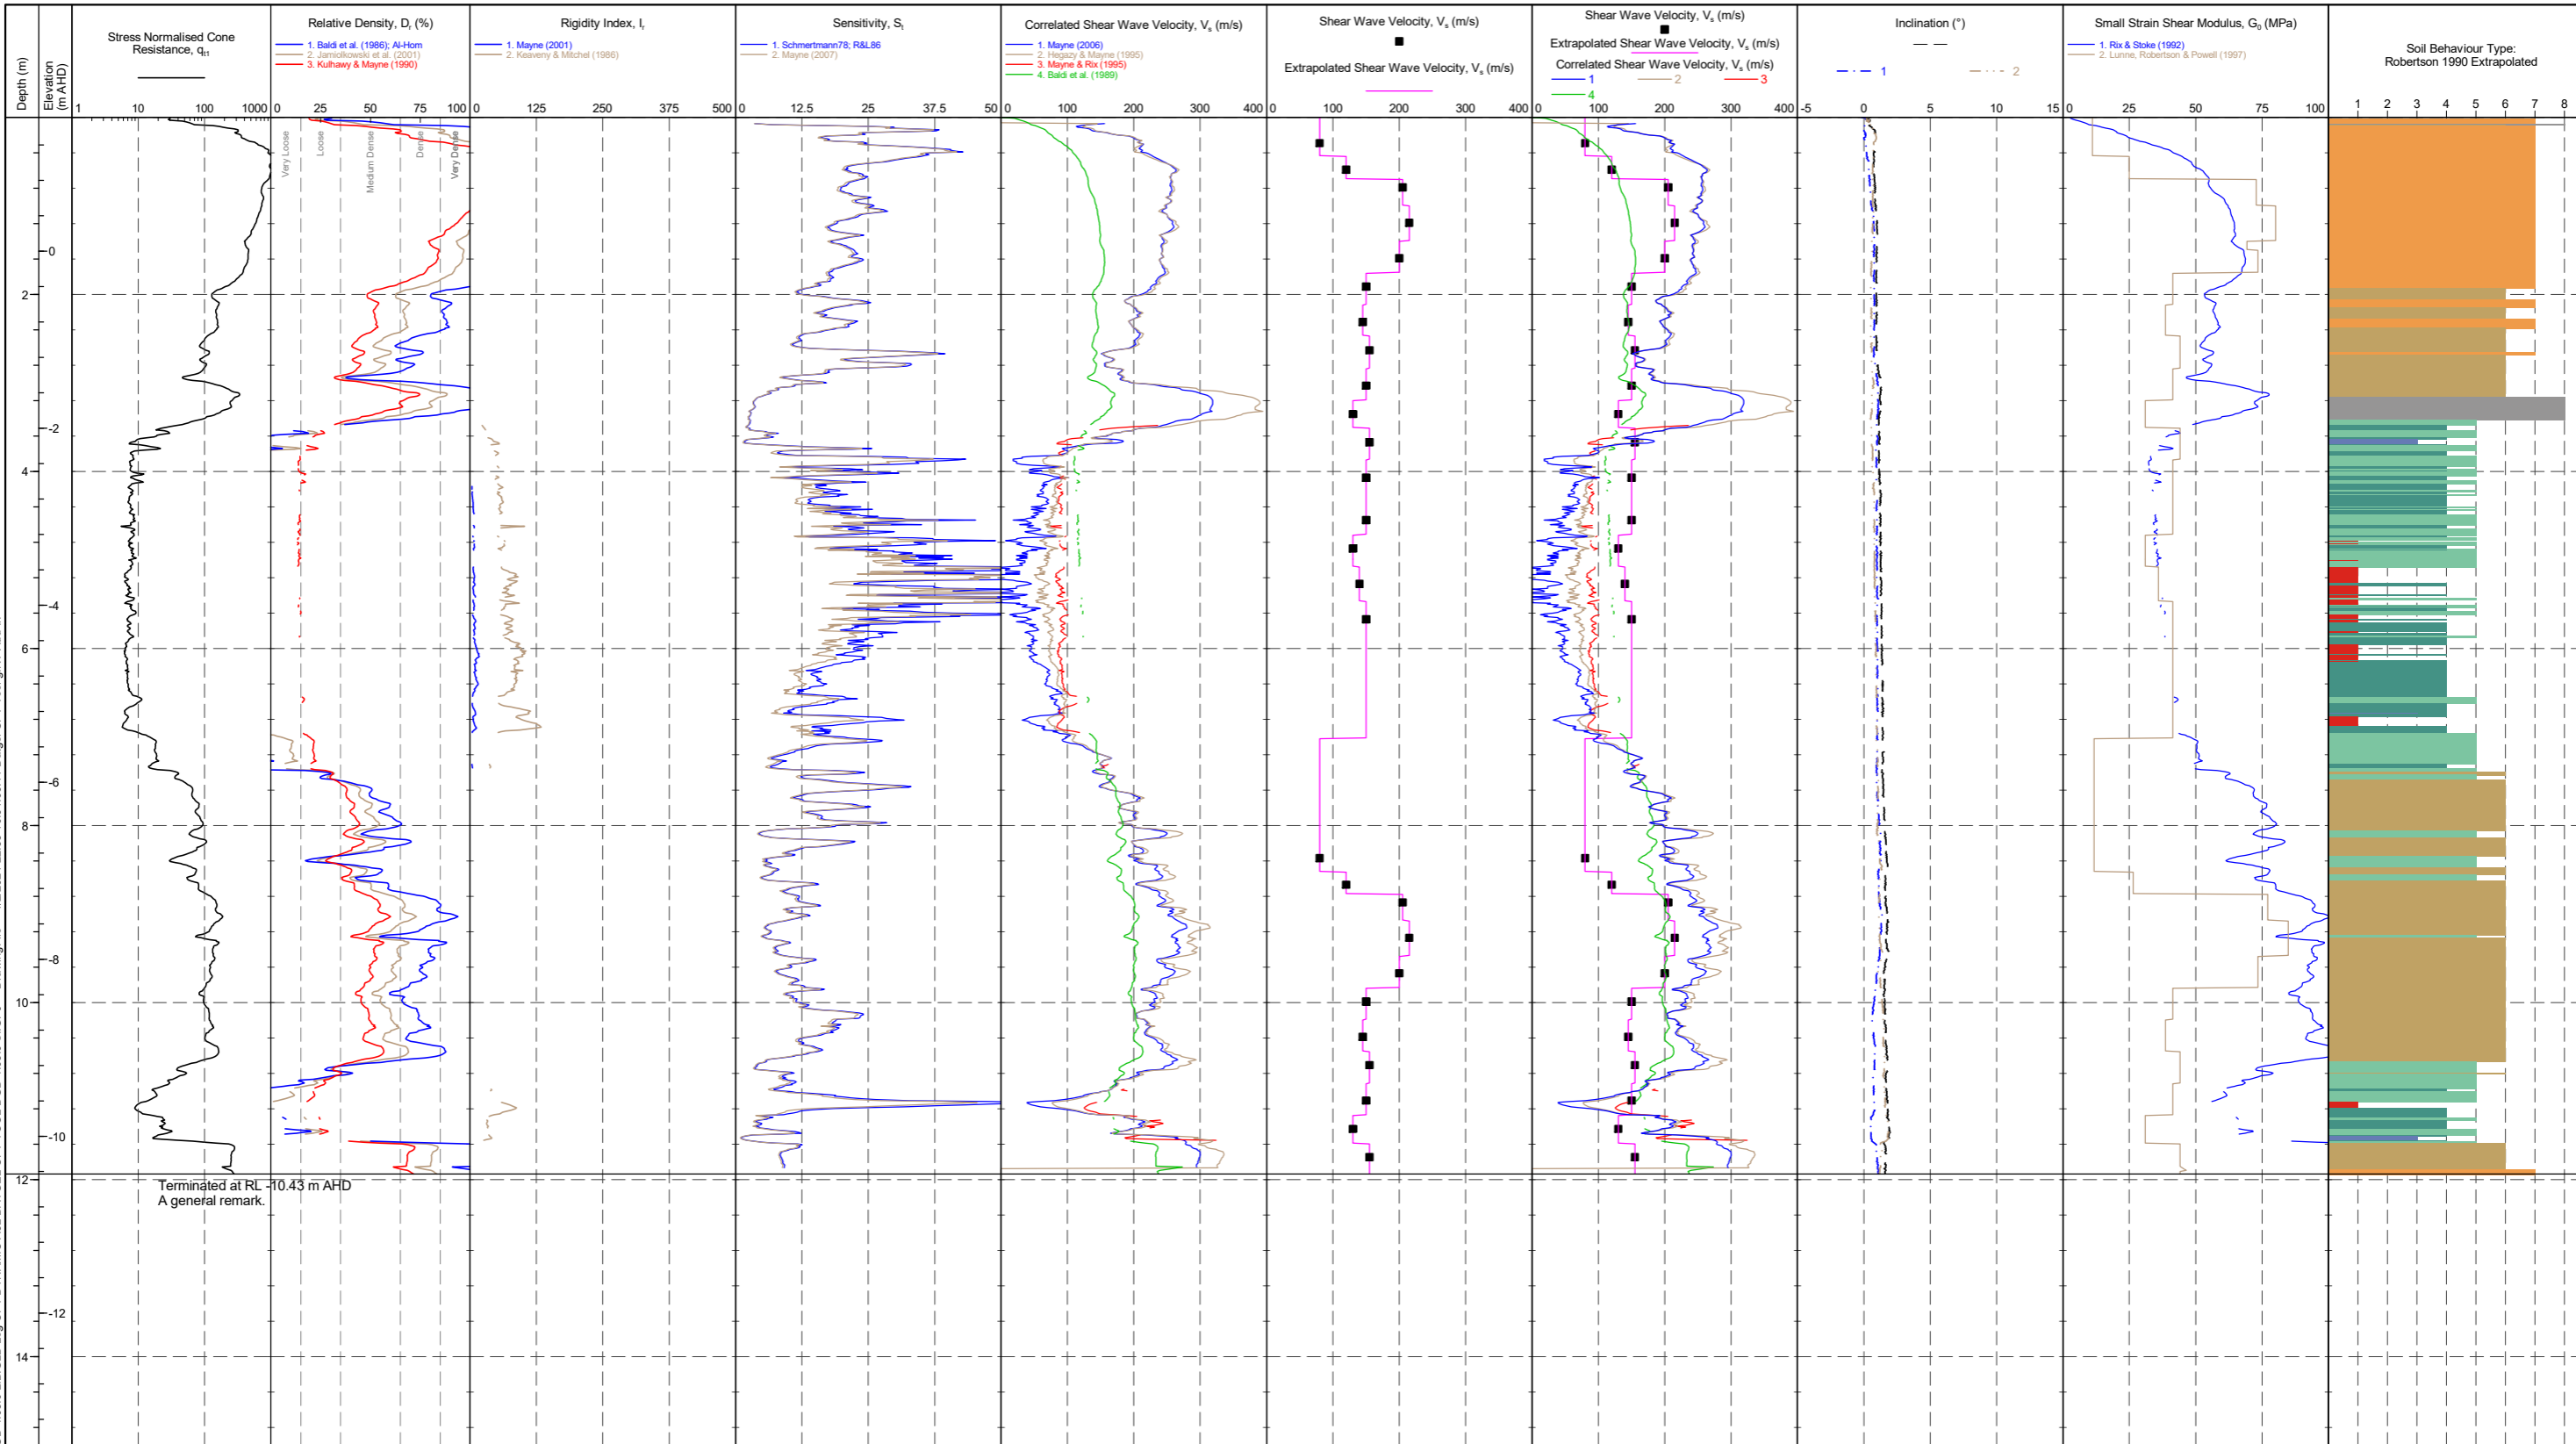 Depth (m)
Elevation
(m AHD)
Stress Normalised Cone
Resistance, qt1
1 10 100 1000
Relative Density, Dr (%)
1. Baldi et al. (1986); Al-Hom
2. Jamiolkowski et al. (2001)
3. Kulhawy & Mayne (1990)
0 25 50 75 100
Very Loose
Loose
Medium Dense
Dense
Very Dense
Rigidity Index, Ir
1. Mayne (2001)
2. Keaveny & Mitchel (1986)
0 125 250 375 500
Sensitivity, St
1. Schmertmann78; R&L86
2. Mayne (2007)
0 12.5 25 37.5 50
Correlated Shear Wave Velocity, Vs (m/s)
1. Mayne (2006)
2. Hegazy & Mayne (1995)
3. Mayne & Rix (1995)
4. Baldi et al. (1989)
0 100 200 300 400
Shear Wave Velocity, Vs (m/s)
Extrapolated Shear Wave Velocity, Vs (m/s)
0 100 200 300 400
Shear Wave Velocity, Vs (m/s)
Extrapolated Shear Wave Velocity, Vs (m/s)
Correlated Shear Wave Velocity, Vs (m/s)
1 2 3
4
0 100 200 300 400
Inclination (°)
1 2
-5 0 5 10 15
Small Strain Shear Modulus, G0 (MPa)
1. Rix & Stoke (1992)
2. Lunne, Robertson & Powell (1997)
0 25 50 75 100
Soil Behaviour Type:
Robertson 1990 Extrapolated
1 2 3 4 5 6 7 8
0
2
-2
4
-4
6
-6
8
-8
10
-10
12
-12
14
Terminated at RL -10.43 m AHD
A general remark.